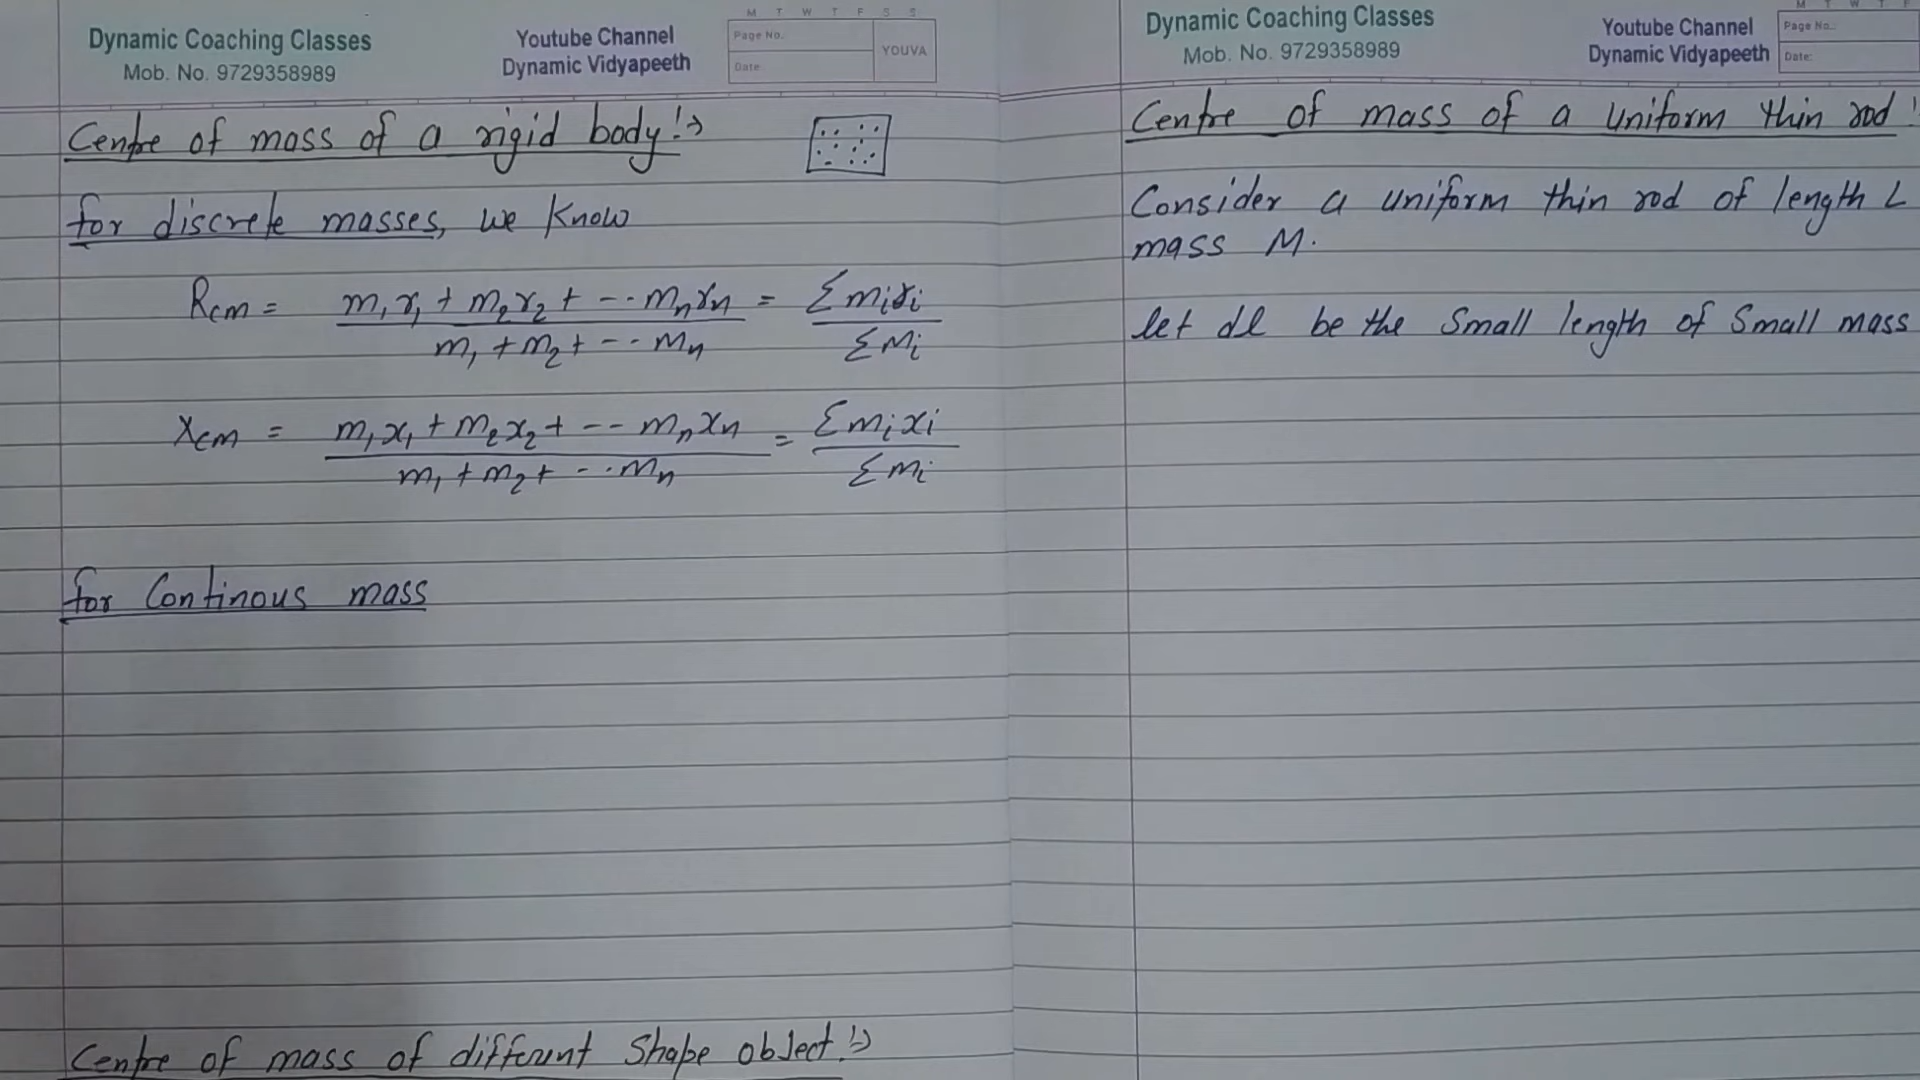 Dynamic Coaching Classes
Mob. No. 9729358989
Youtube Channel
Dynamic Vidyapeeth
M T W T F S S
Page No.
Date
YOUVA
Centre of mass of a rigid body :->
for discrete masses, we know
Rcm = m₁r₁ + m₂r₂ + --- mₙrₙ / m₁ + m₂ + --- mₙ = Σmᵢrᵢ / Σmᵢ
Xcm = m₁x₁ + m₂x₂ + --- mₙxₙ / m₁ + m₂ + --- mₙ = Σmᵢxᵢ / Σmᵢ
for Continous mass
Centre of mass of different Shape object :->
Dynamic Coaching Classes
Mob. No. 9729358989
Youtube Channel
Dynamic Vidyapeeth
M T W T F
Page No.
Date:
Centre of mass of a uniform thin rod :
Consider a uniform thin rod of length L
mass M.
let dl be the Small length of Small mass